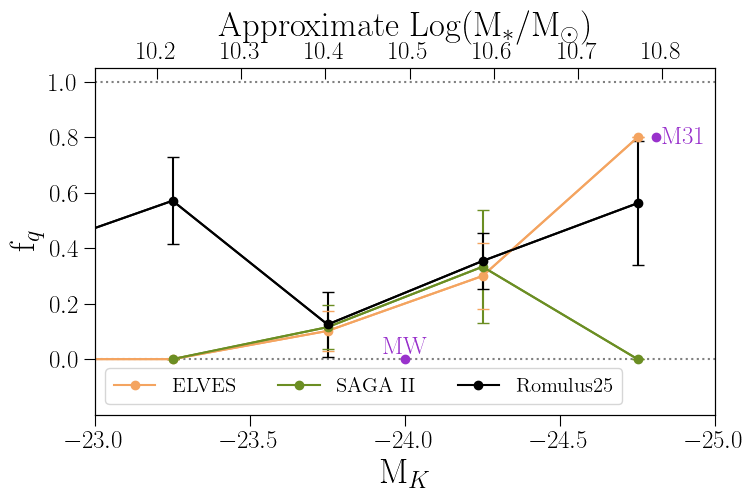 Approximate Log(M∗/M⊙)
10.2 10.3 10.4 10.5 10.6 10.7 10.8
1.0
0.8
0.6
0.4
0.2
0.0
f_q
M31
MW
ELVES SAGA II Romulus25
−23.0 −23.5 −24.0 −24.5 −25.0
M_K